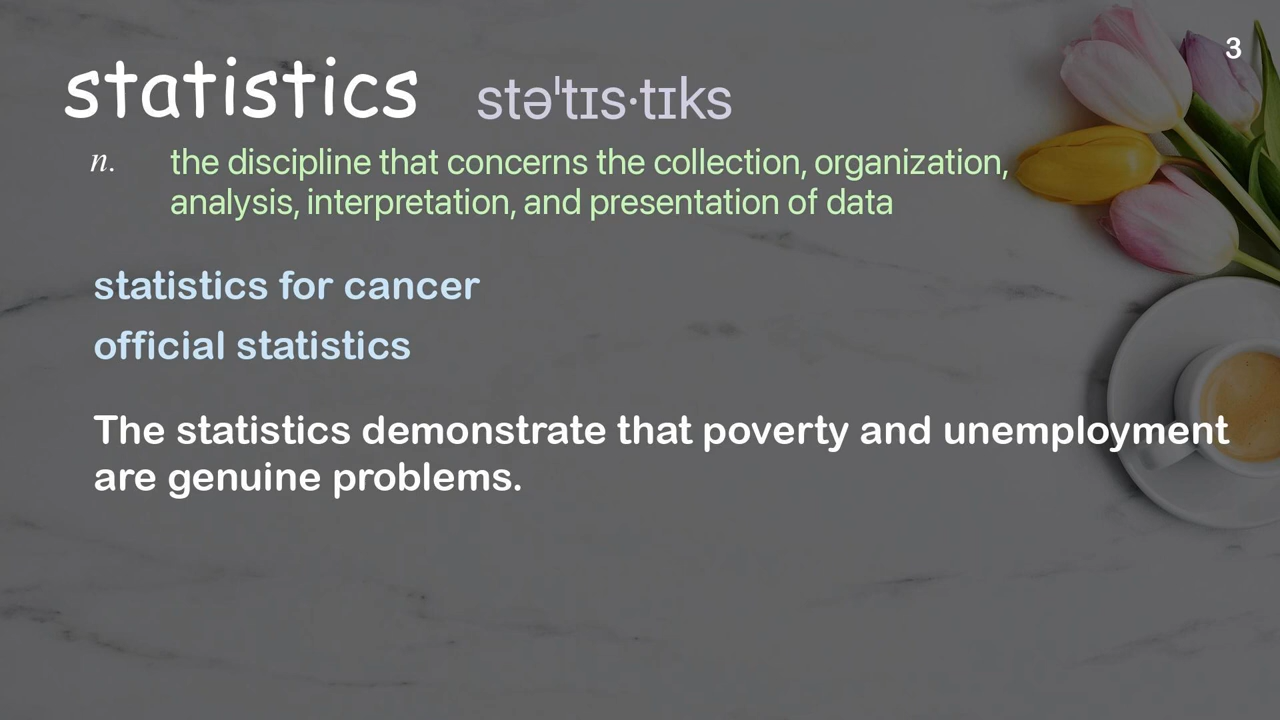 3
statistics stəˈtɪs·tɪks
n. the discipline that concerns the collection, organization,
analysis, interpretation, and presentation of data
statistics for cancer
official statistics
The statistics demonstrate that poverty and unemployment
are genuine problems.